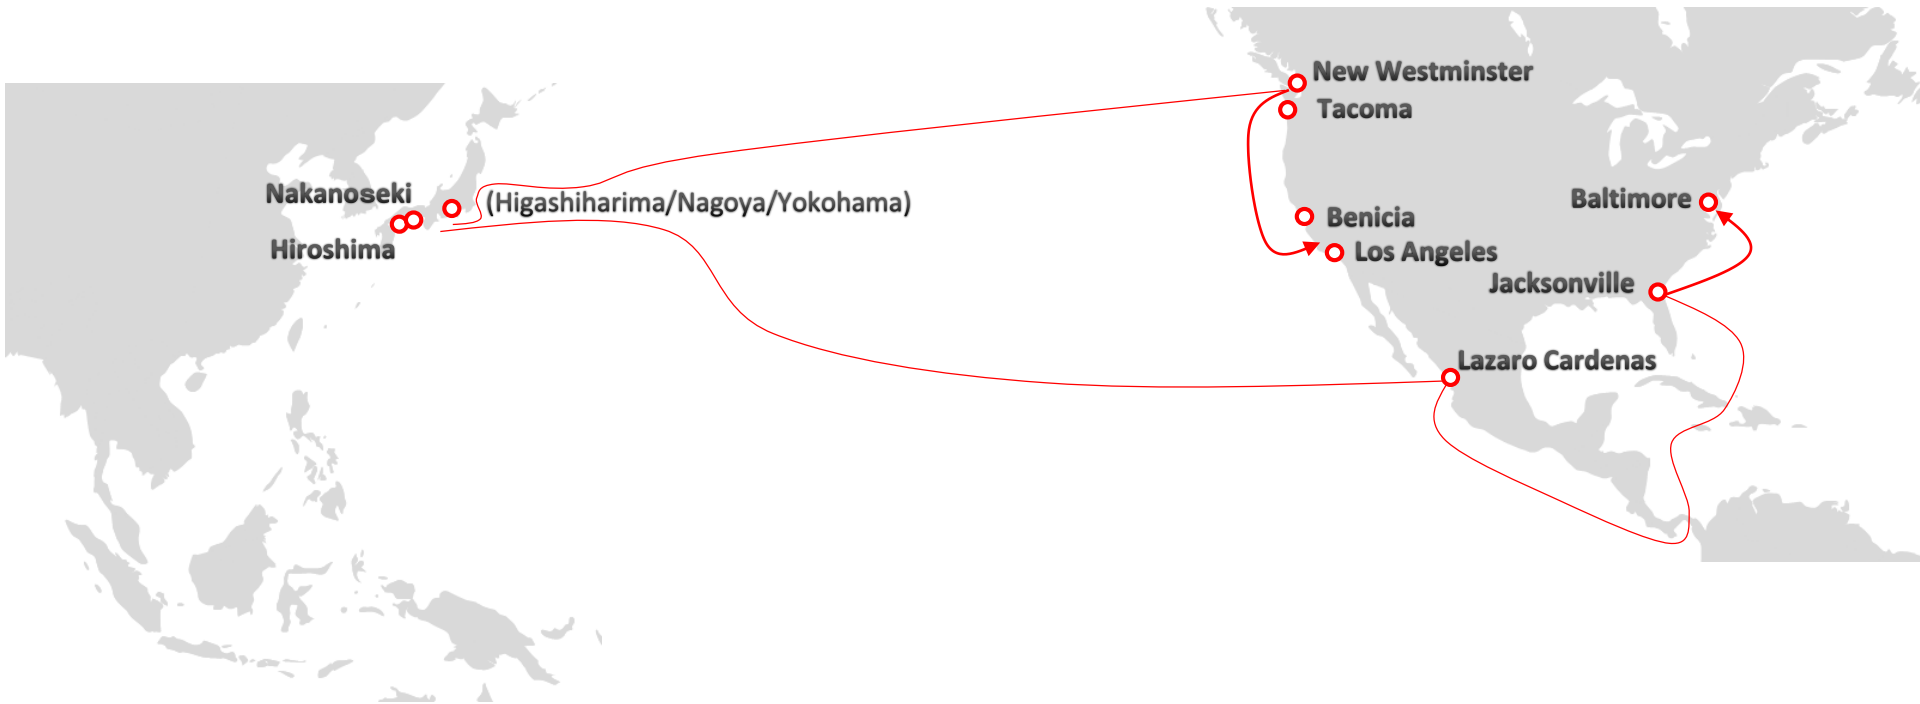 New Westminster
Tacoma
Nakanoseki
(Higashiharima/Nagoya/Yokohama)
Baltimore
Benicia
Hiroshima
Los Angeles
Jacksonville
Lazaro Cardenas